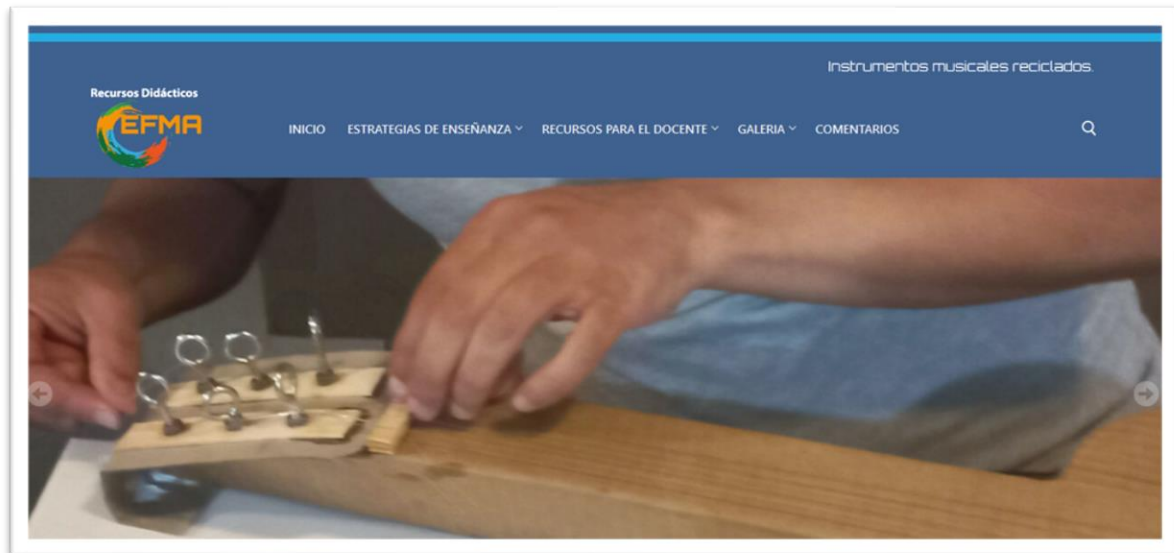 Instrumentos musicales reciclados.
Recursos Didácticos
EFMA
INICIO ESTRATEGIAS DE ENSEÑANZA RECURSOS PARA EL DOCENTE GALERIA COMENTARIOS